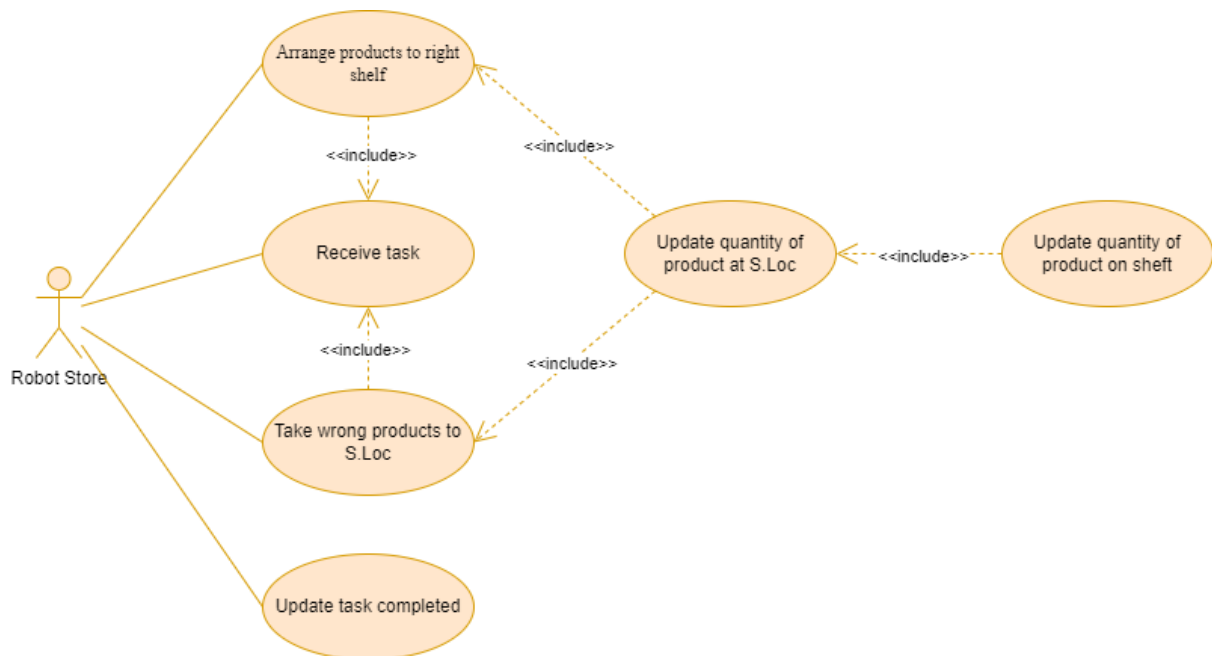 Arrange products to right
shelf
<<include>>
<<include>>
Receive task
Update quantity of
product at S.Loc
<<include>>
Update quantity of
product on sheft
Robot Store
<<include>>
<<include>>
Take wrong products to
S.Loc
Update task completed